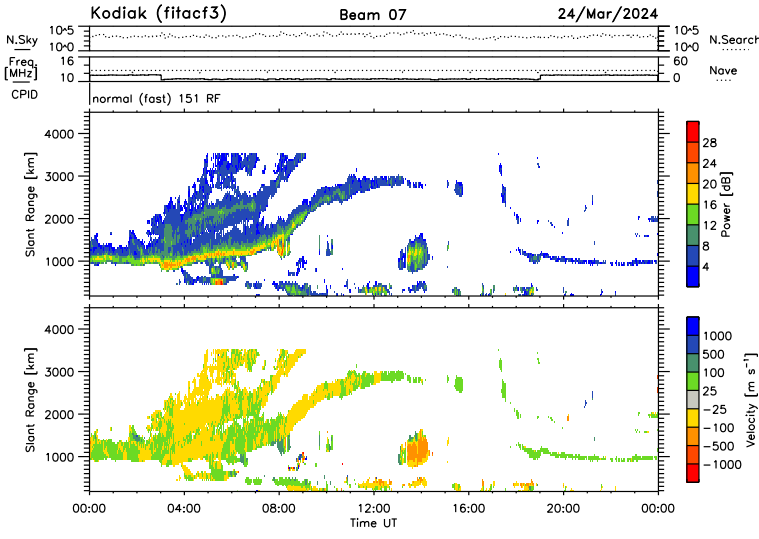 Kodiak (fitacf3) Beam 07 24/Mar/2024
N.Sky 10^5 10^0 10^5 10^0 N.Search
Freq. [MHz] 16 10 60 0 Nave
CPID normal (fast) 151 RF
Slant Range [km] 4000 3000 2000 1000
28 24 20 16 12 8 4 Power [dB]
Slant Range [km] 4000 3000 2000 1000
1000 500 100 25 −25 −100 −500 −1000 Velocity [m s⁻¹]
00:00 04:00 08:00 12:00 16:00 20:00 00:00
Time UT